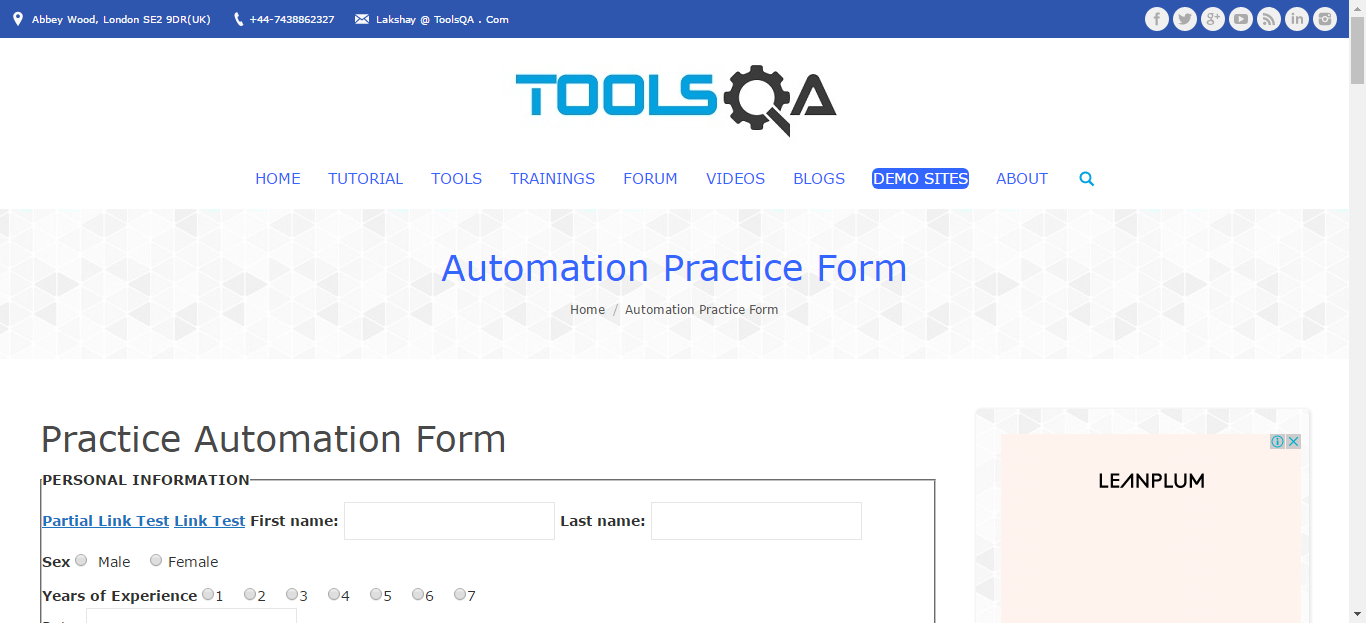 Abbey Wood, London SE2 9DR(UK) +44-7438862327 Lakshay @ ToolsQA . Com
TOOLSQA
HOME TUTORIAL TOOLS TRAININGS FORUM VIDEOS BLOGS DEMO SITES ABOUT
Automation Practice Form
Home / Automation Practice Form
Practice Automation Form
PERSONAL INFORMATION
Partial Link Test Link Test First name: Last name:
Sex Male Female
Years of Experience 1 2 3 4 5 6 7
LEANPLUM